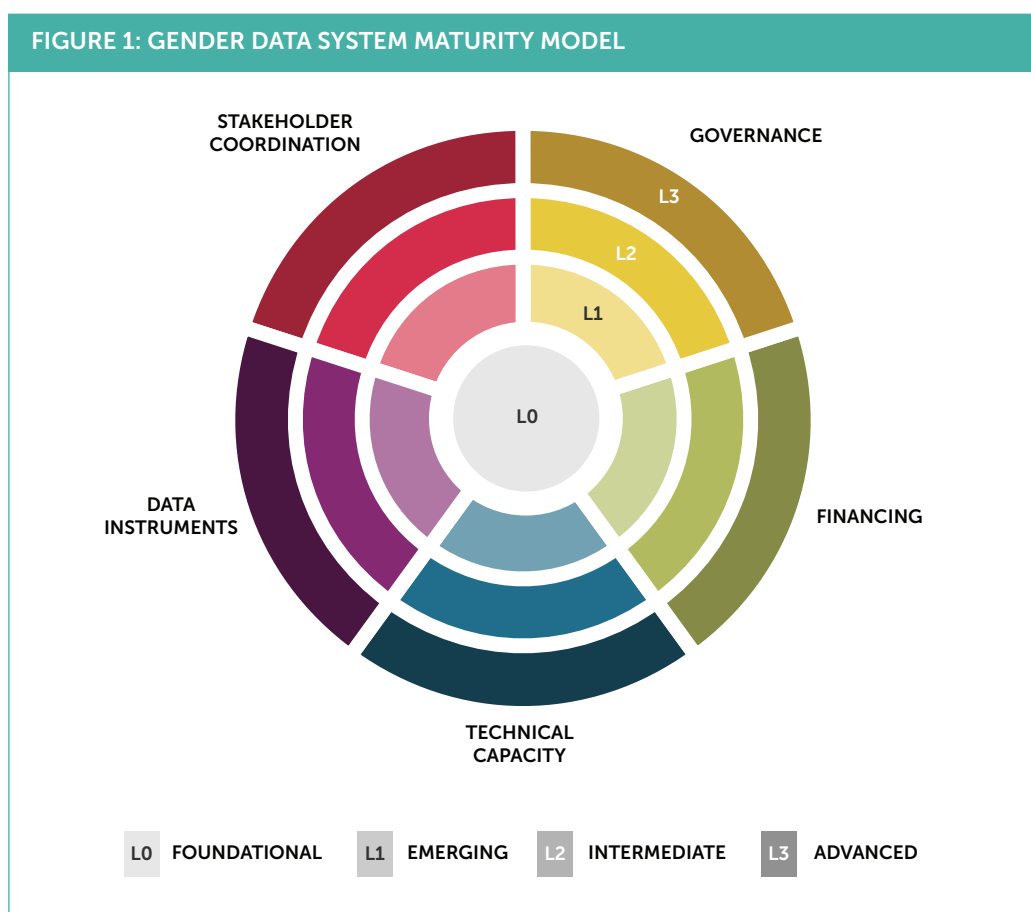 FIGURE 1: GENDER DATA SYSTEM MATURITY MODEL
STAKEHOLDER
COORDINATION
GOVERNANCE
L3
L2
L1
L0
DATA
INSTRUMENTS
FINANCING
TECHNICAL
CAPACITY
L0 FOUNDATIONAL L1 EMERGING L2 INTERMEDIATE L3 ADVANCED